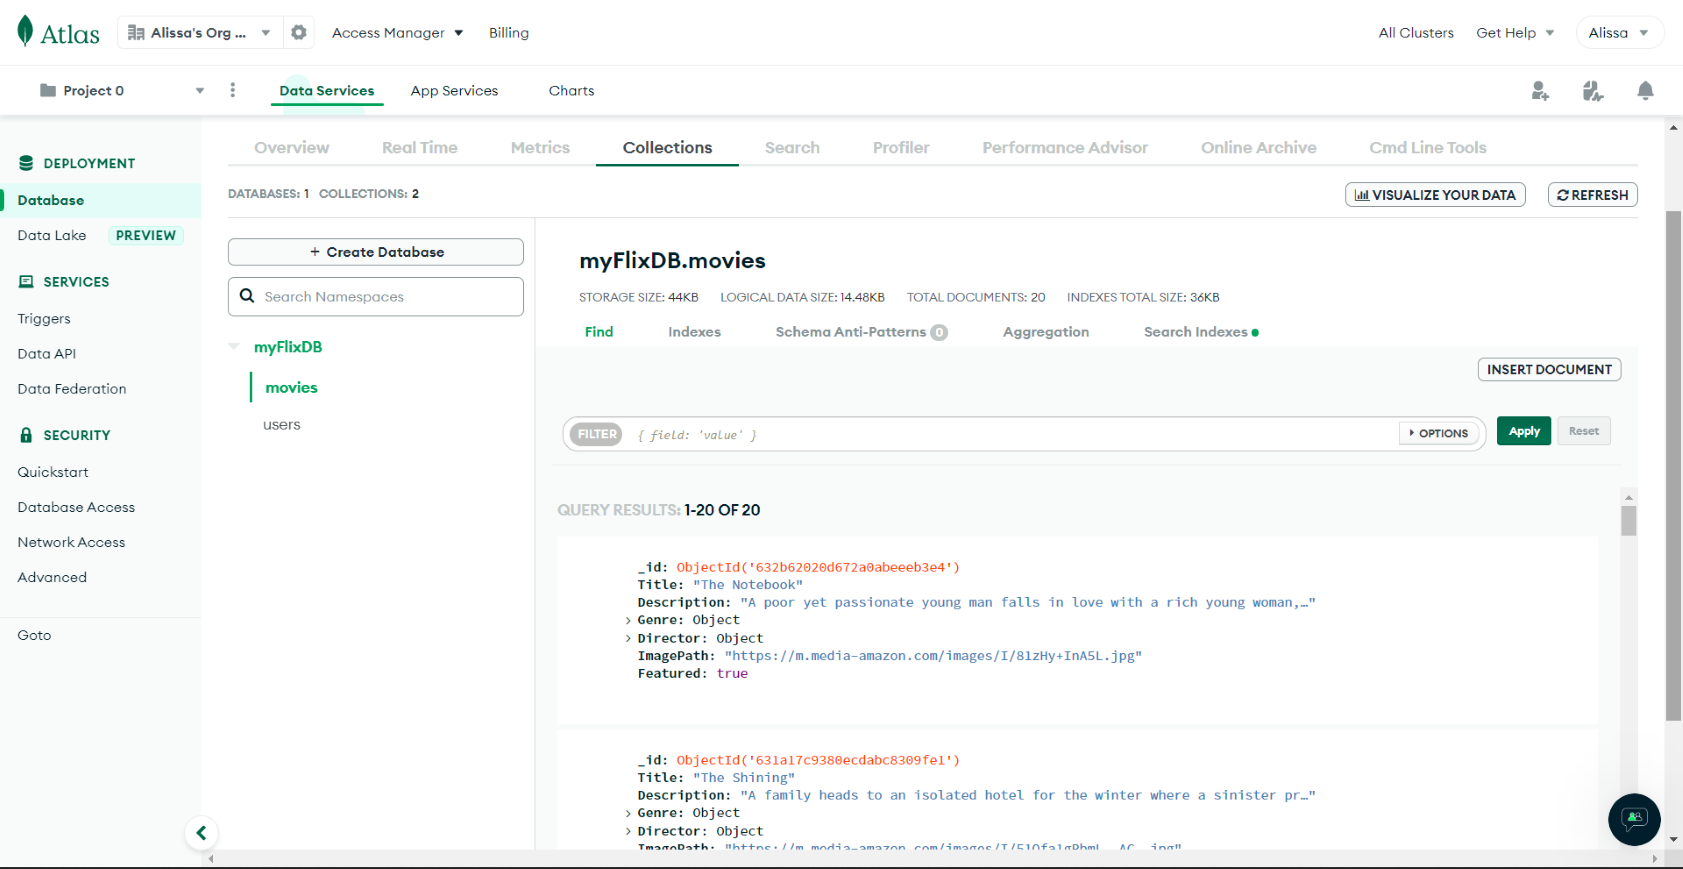 Atlas
Alissa's Org ...
Access Manager
Billing
All Clusters
Get Help
Alissa
Project 0
Data Services
App Services
Charts
DEPLOYMENT
Database
Data Lake PREVIEW
SERVICES
Triggers
Data API
Data Federation
SECURITY
Quickstart
Database Access
Network Access
Advanced
Goto
Overview
Real Time
Metrics
Collections
Search
Profiler
Performance Advisor
Online Archive
Cmd Line Tools
DATABASES: 1 COLLECTIONS: 2
VISUALIZE YOUR DATA
REFRESH
+ Create Database
Search Namespaces
myFlixDB
movies
users
myFlixDB.movies
STORAGE SIZE: 44KB LOGICAL DATA SIZE: 14.48KB TOTAL DOCUMENTS: 20 INDEXES TOTAL SIZE: 36KB
Find
Indexes
Schema Anti-Patterns 0
Aggregation
Search Indexes
INSERT DOCUMENT
FILTER { field: 'value' }
OPTIONS
Apply
Reset
QUERY RESULTS: 1-20 OF 20
_id: ObjectId('632b62020d672a0abeeeb3e4')
Title: "The Notebook"
Description: "A poor yet passionate young man falls in love with a rich young woman,…"
Genre: Object
Director: Object
ImagePath: "https://m.media-amazon.com/images/I/81zHy+InA5L.jpg"
Featured: true
_id: ObjectId('631a17c9380ecdabc8309fe1')
Title: "The Shining"
Description: "A family heads to an isolated hotel for the winter where a sinister pr…"
Genre: Object
Director: Object
ImagePath: